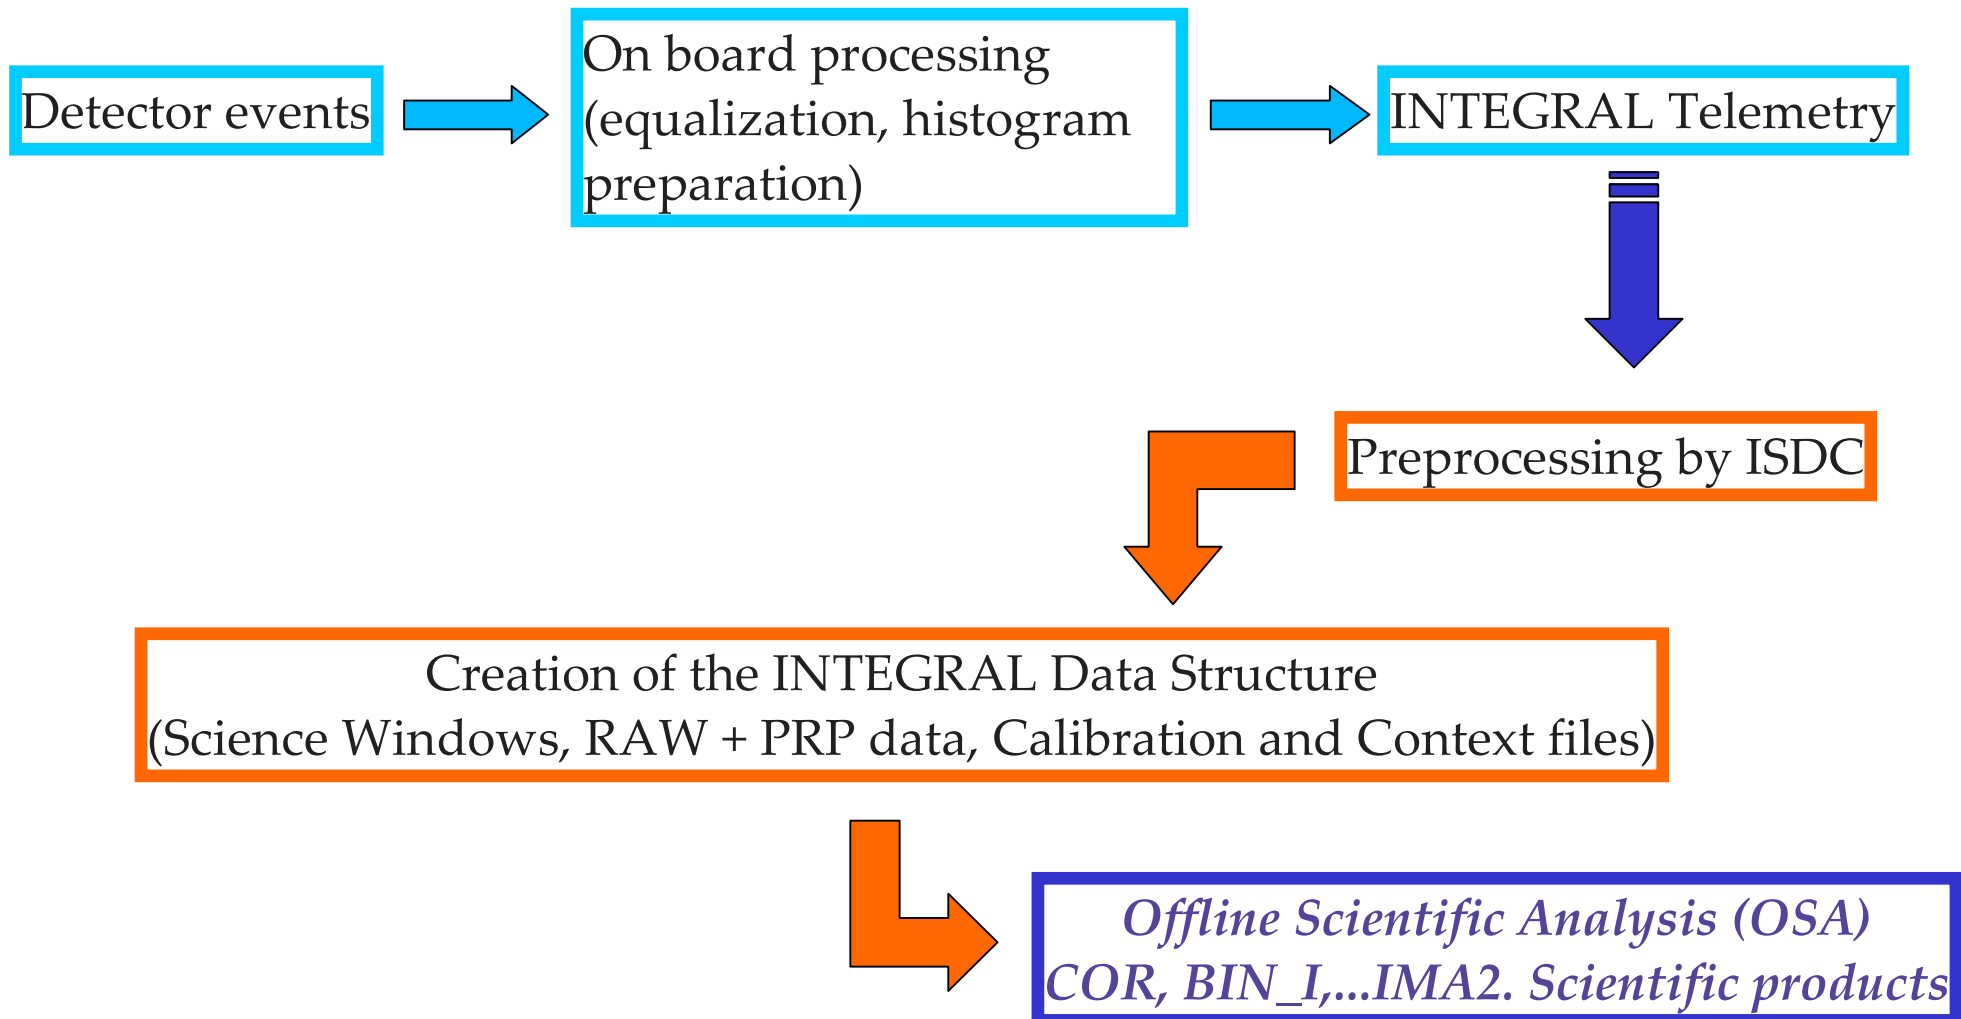 Detector events
On board processing
(equalization, histogram
preparation)
INTEGRAL Telemetry
Preprocessing by ISDC
Creation of the INTEGRAL Data Structure
(Science Windows, RAW + PRP data, Calibration and Context files)
Offline Scientific Analysis (OSA)
COR, BIN_I,...IMA2. Scientific products